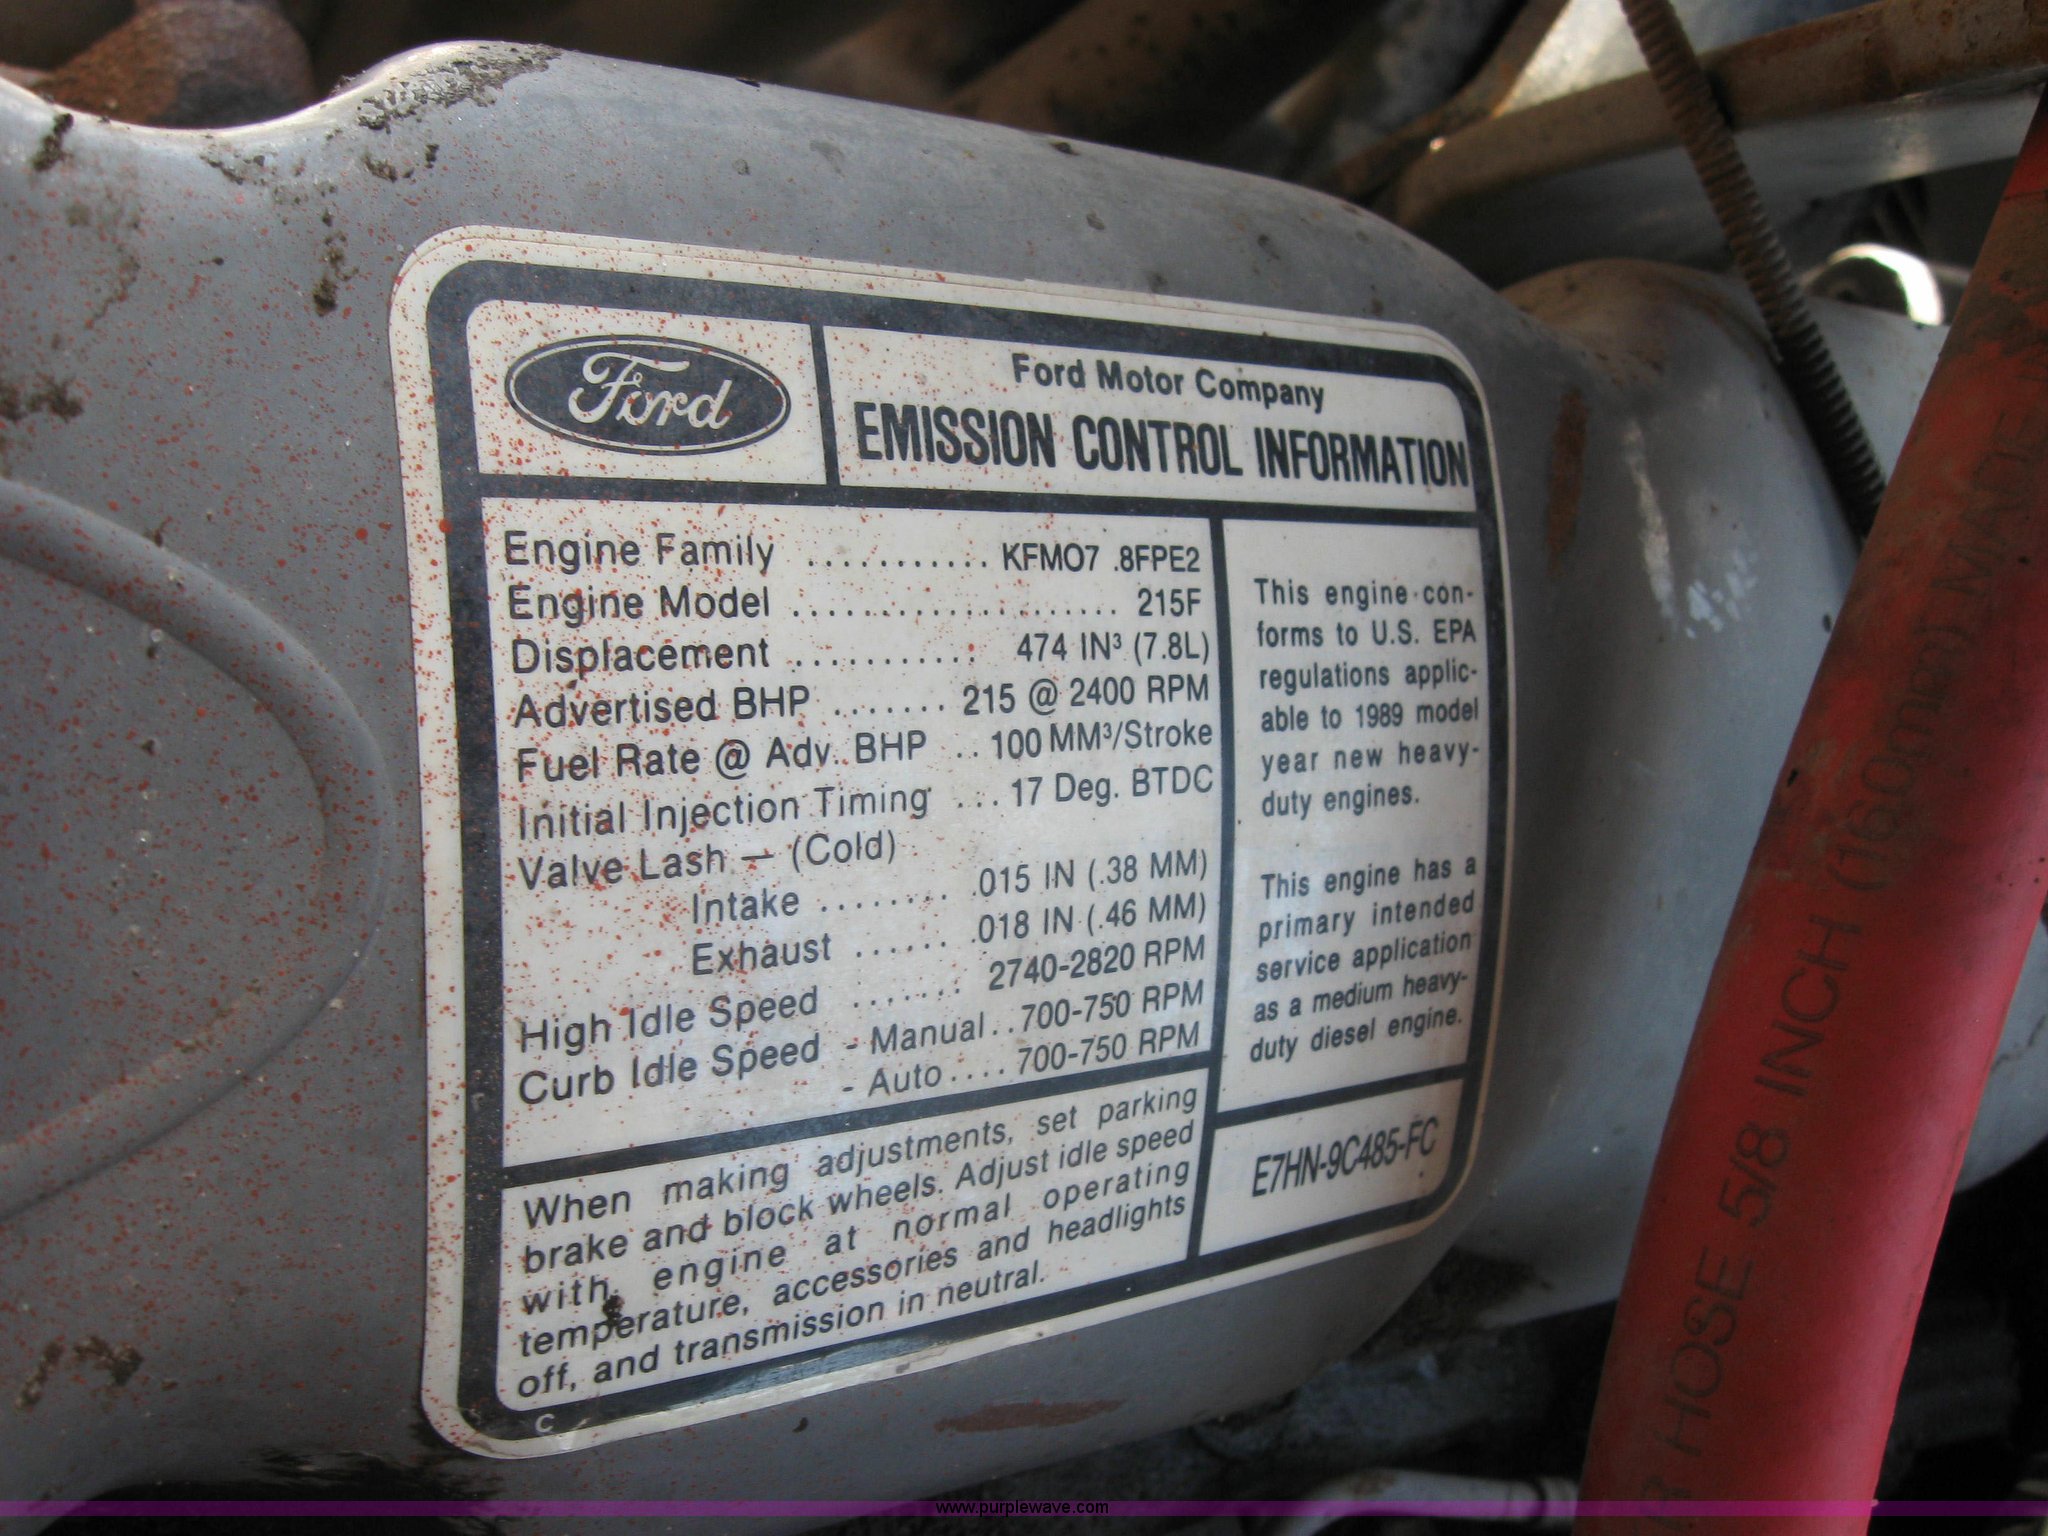 Ford
Ford Motor Company
EMISSION CONTROL INFORMATION
Engine Family ........... KFMO7 .8FPE2
Engine Model .................... 215F
Displacement ........... 474 IN³ (7.8L)
Advertised BHP ....... 215 @ 2400 RPM
Fuel Rate @ Adv. BHP .. 100 MM³/Stroke
Initial Injection Timing ... 17 Deg. BTDC
Valve Lash — (Cold)
Intake ........ .015 IN (.38 MM)
Exhaust ...... .018 IN (.46 MM)
High Idle Speed ....... 2740-2820 RPM
Curb Idle Speed - Manual .. 700-750 RPM
- Auto .... 700-750 RPM
This engine con-
forms to U.S. EPA
regulations applic-
able to 1989 model
year new heavy-
duty engines.
This engine has a
primary intended
service application
as a medium heavy-
duty diesel engine.
When making adjustments, set parking
brake and block wheels. Adjust idle speed
with engine at normal operating
temperature, accessories and headlights
off, and transmission in neutral.
E7HN-9C485-FC
C
HOSE 5/8 INCH (1600mm) MADE
www.purplewave.com